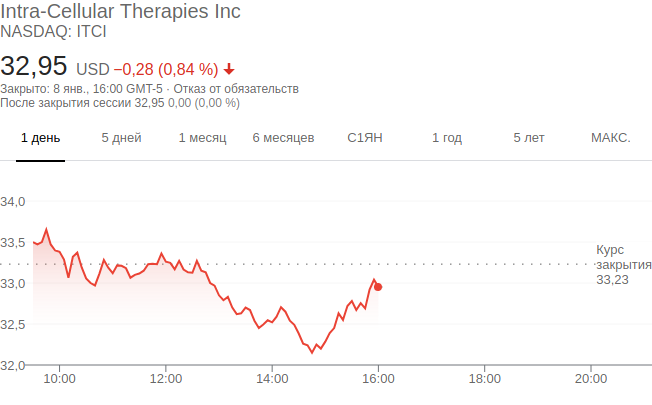 Intra-Cellular Therapies Inc
NASDAQ: ITCI
32,95 USD −0,28 (0,84 %)
Закрыто: 8 янв., 16:00 GMT-5 · Отказ от обязательств
После закрытия сессии 32,95 0,00 (0,00 %)
1 день 5 дней 1 месяц 6 месяцев С1ЯН 1 год 5 лет МАКС.
34,0
33,5
Курс
закрытия
33,23
33,0
32,5
32,0
10:00 12:00 14:00 16:00 18:00 20:00